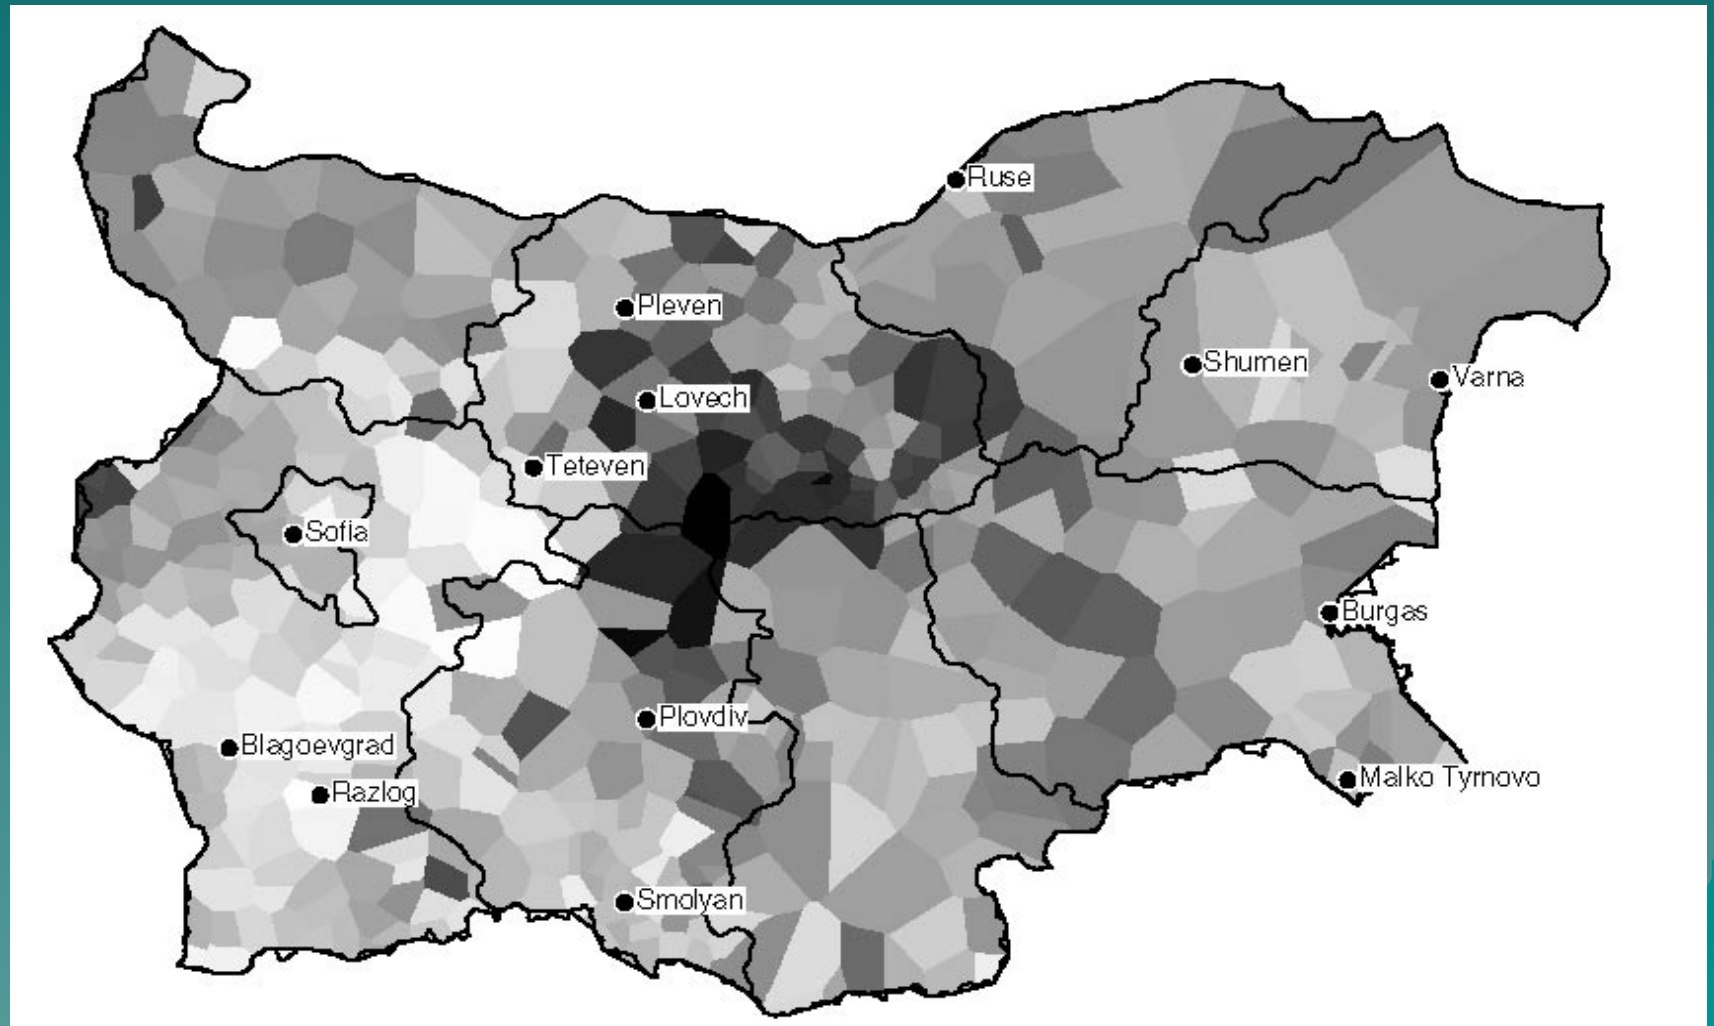 Ruse
Pleven
Shumen
Varna
Lovech
Teteven
Sofia
Burgas
Plovdiv
Blagoevgrad
Razlog
Malko Tyrnovo
Smolyan